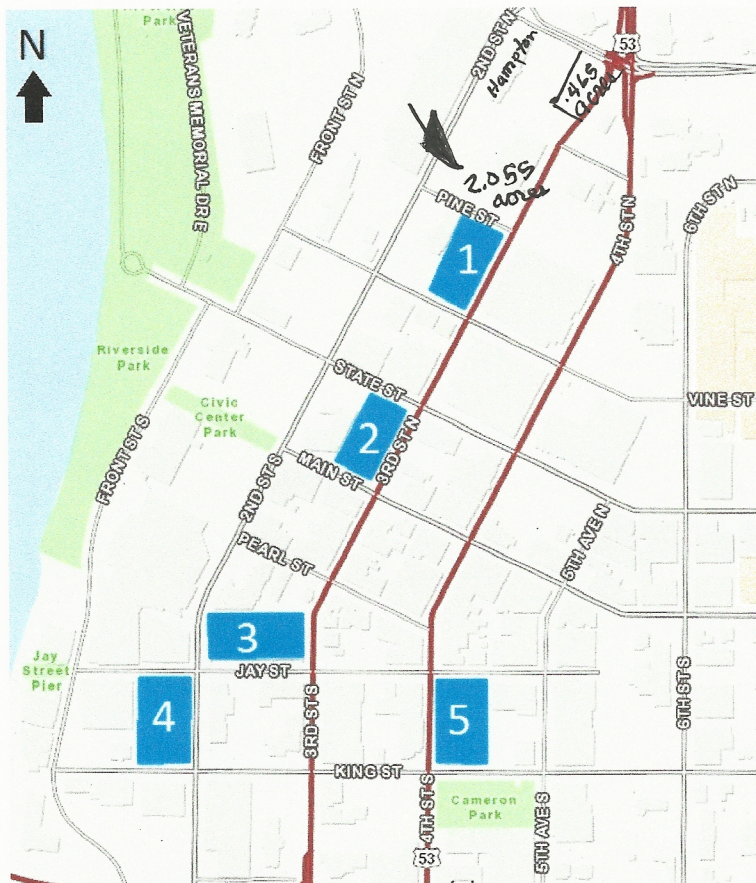 Park
N
VETERANS MEMORIAL DR E
FRONT ST N
2ND ST N
Hampton
53
.465
acres
2.055
acres
PINE ST
1
4TH ST N
6TH ST N
Riverside
Park
Civic
Center
Park
STATE ST
VINE ST
2
3RD ST N
MAIN ST
FRONT ST S
2ND ST S
PEARL ST
6TH AVE N
3
JAY ST
Jay
Street
Pier
4
5
3RD ST S
6TH ST S
KING ST
4TH ST S
Cameron
Park
5TH AVE S
53